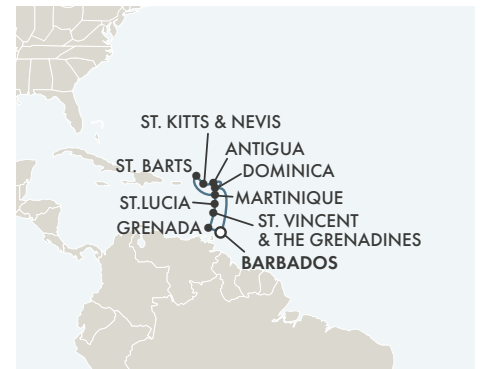 ST. KITTS & NEVIS
ANTIGUA
ST. BARTS
DOMINICA
MARTINIQUE
ST.LUCIA
ST. VINCENT
& THE GRENADINES
GRENADA
BARBADOS